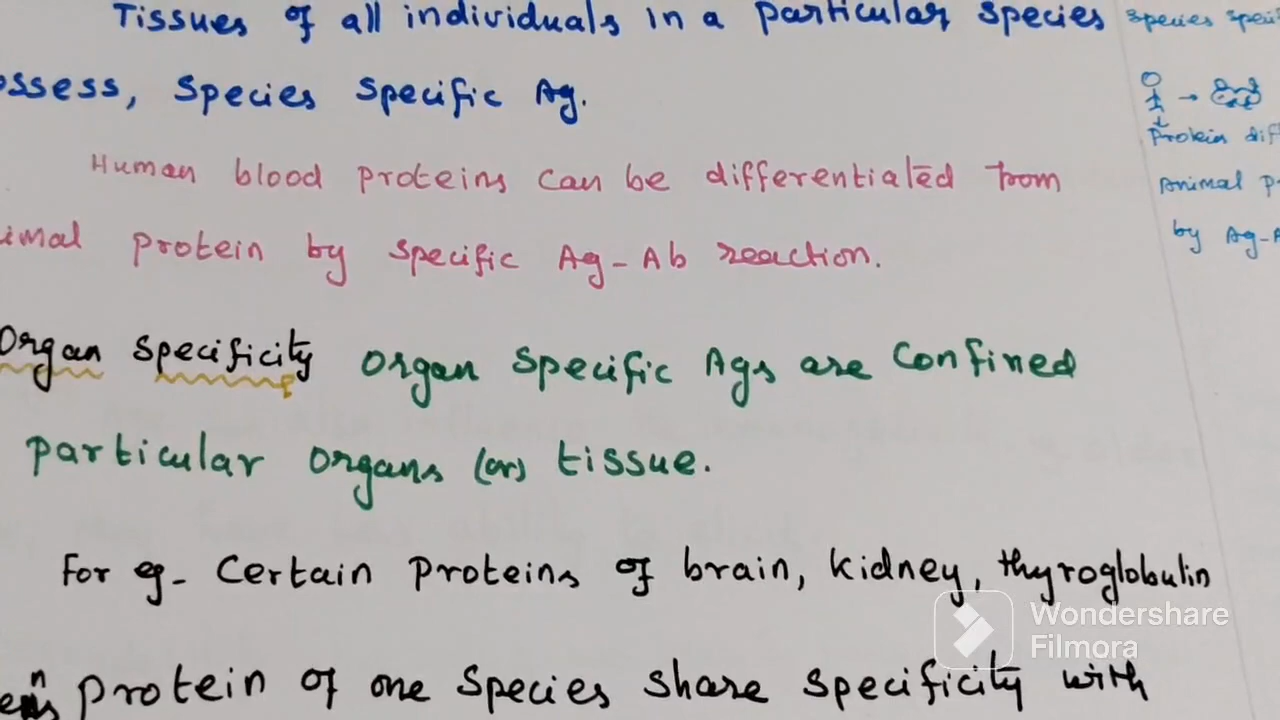 Tissues of all individuals in a particular species
ossess, species specific Ag.
Human blood proteins can be differentiated from
imal protein by specific Ag-Ab reaction.
Organ specificity organ specific Ags are confined
particular organs (or) tissue.
For eg- Certain proteins of brain, kidney, thyroglobulin
protein of one species share specificity with
species speci
Protein dif
Animal p
by Ag-A
Wondershare
Filmora